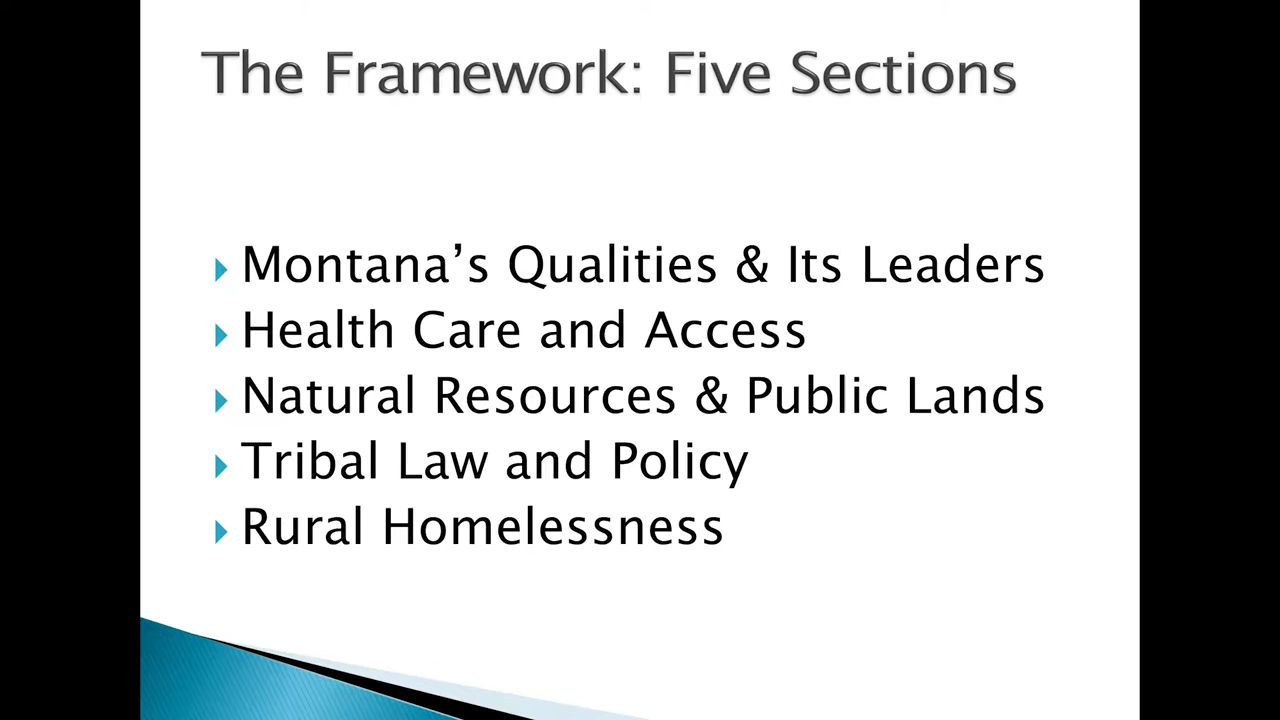 The Framework: Five Sections
Montana’s Qualities & Its Leaders
Health Care and Access
Natural Resources & Public Lands
Tribal Law and Policy
Rural Homelessness